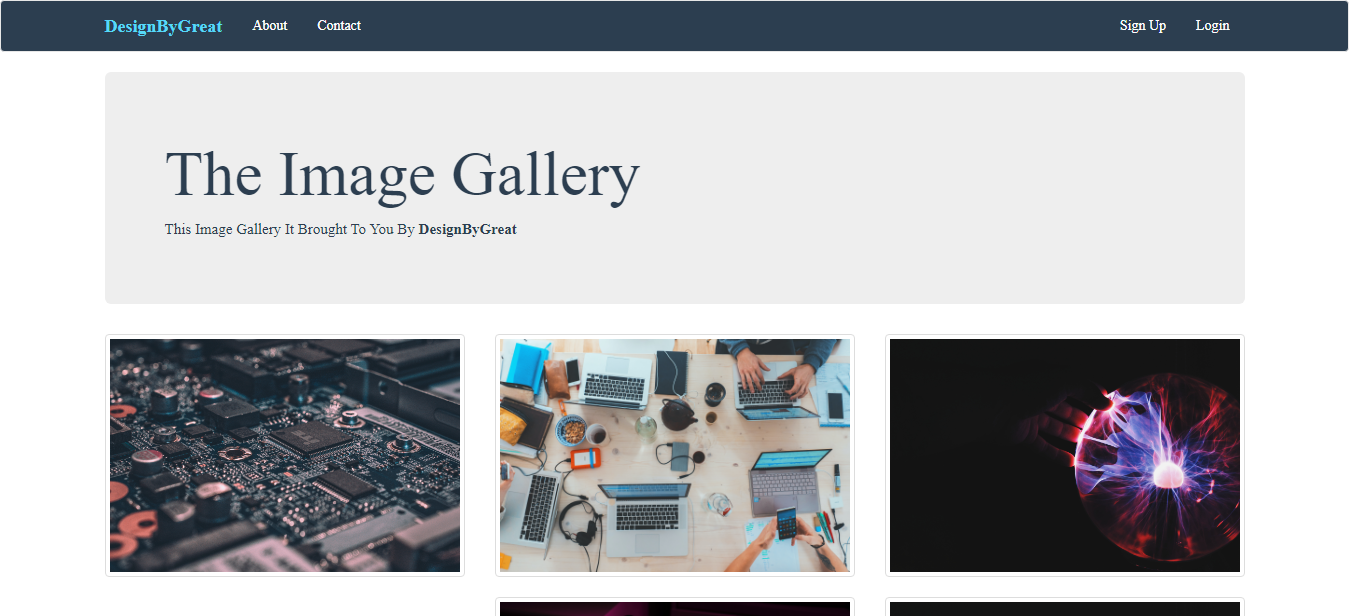 DesignByGreat About Contact Sign Up Login
The Image Gallery
This Image Gallery It Brought To You By DesignByGreat